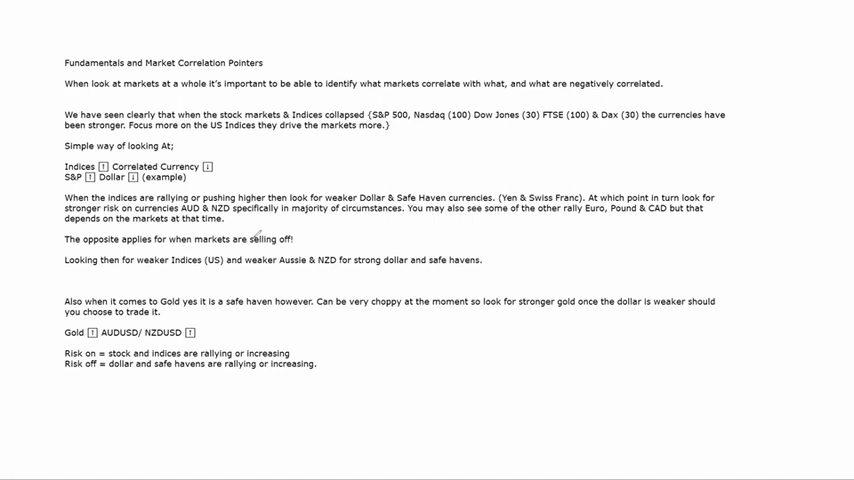 Fundamentals and Market Correlation Pointers
When look at markets at a whole it's important to be able to identify what markets correlate with what, and what are negatively correlated.
We have seen clearly that when the stock markets & Indices collapsed {S&P 500, Nasdaq (100) Dow Jones (30) FTSE (100) & Dax (30) the currencies have
been stronger. Focus more on the US Indices they drive the markets more.}
Simple way of looking At;
Indices ↑ Correlated Currency ↓
S&P ↑ Dollar ↓ (example)
When the indices are rallying or pushing higher then look for weaker Dollar & Safe Haven currencies. (Yen & Swiss Franc). At which point in turn look for
stronger risk on currencies AUD & NZD specifically in majority of circumstances. You may also see some of the other rally Euro, Pound & CAD but that
depends on the markets at that time.
The opposite applies for when markets are selling off!
Looking then for weaker Indices (US) and weaker Aussie & NZD for strong dollar and safe havens.
Also when it comes to Gold yes it is a safe haven however. Can be very choppy at the moment so look for stronger gold once the dollar is weaker should
you choose to trade it.
Gold ↑ AUDUSD/ NZDUSD ↑
Risk on = stock and indices are rallying or increasing
Risk off = dollar and safe havens are rallying or increasing.